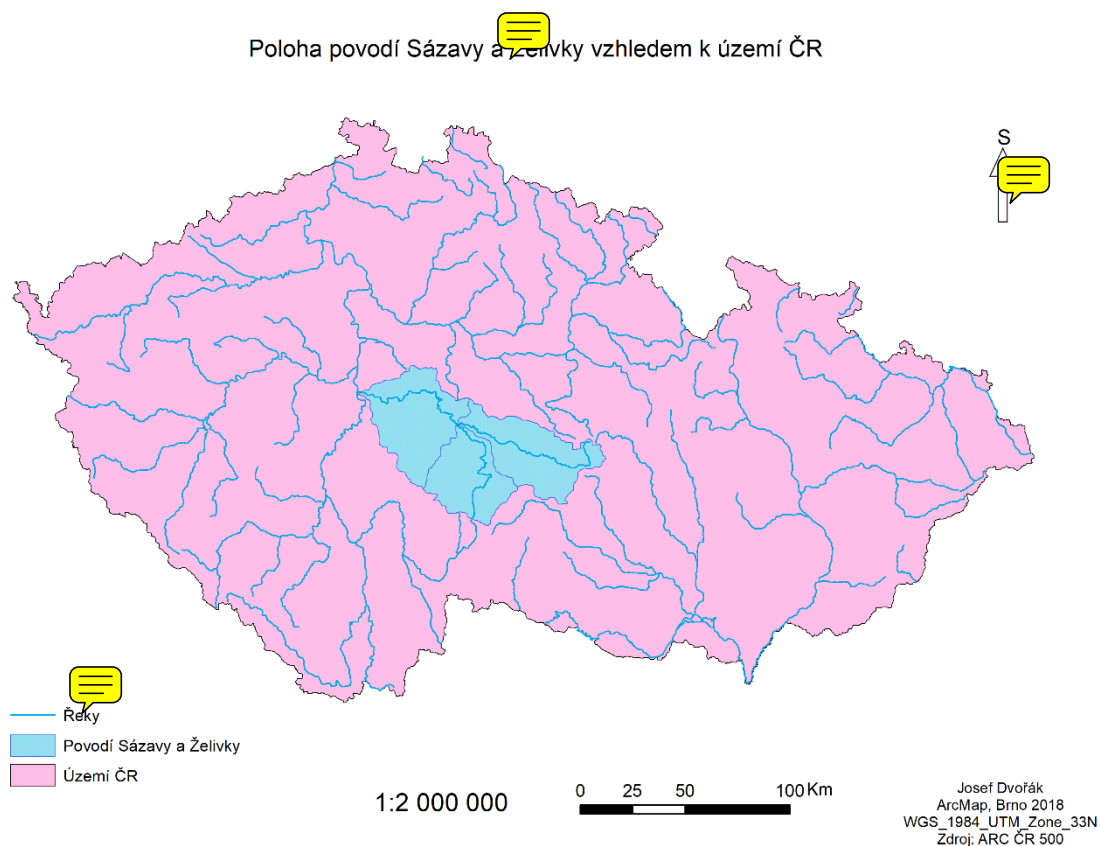 Poloha povodí Sázavy a Želivky vzhledem k území ČR
S
Řeky
Povodí Sázavy a Želivky
Území ČR
1:2 000 000
0 25 50 100 Km
Josef Dvořák
ArcMap, Brno 2018
WGS_1984_UTM_Zone_33N
Zdroj: ARC ČR 500